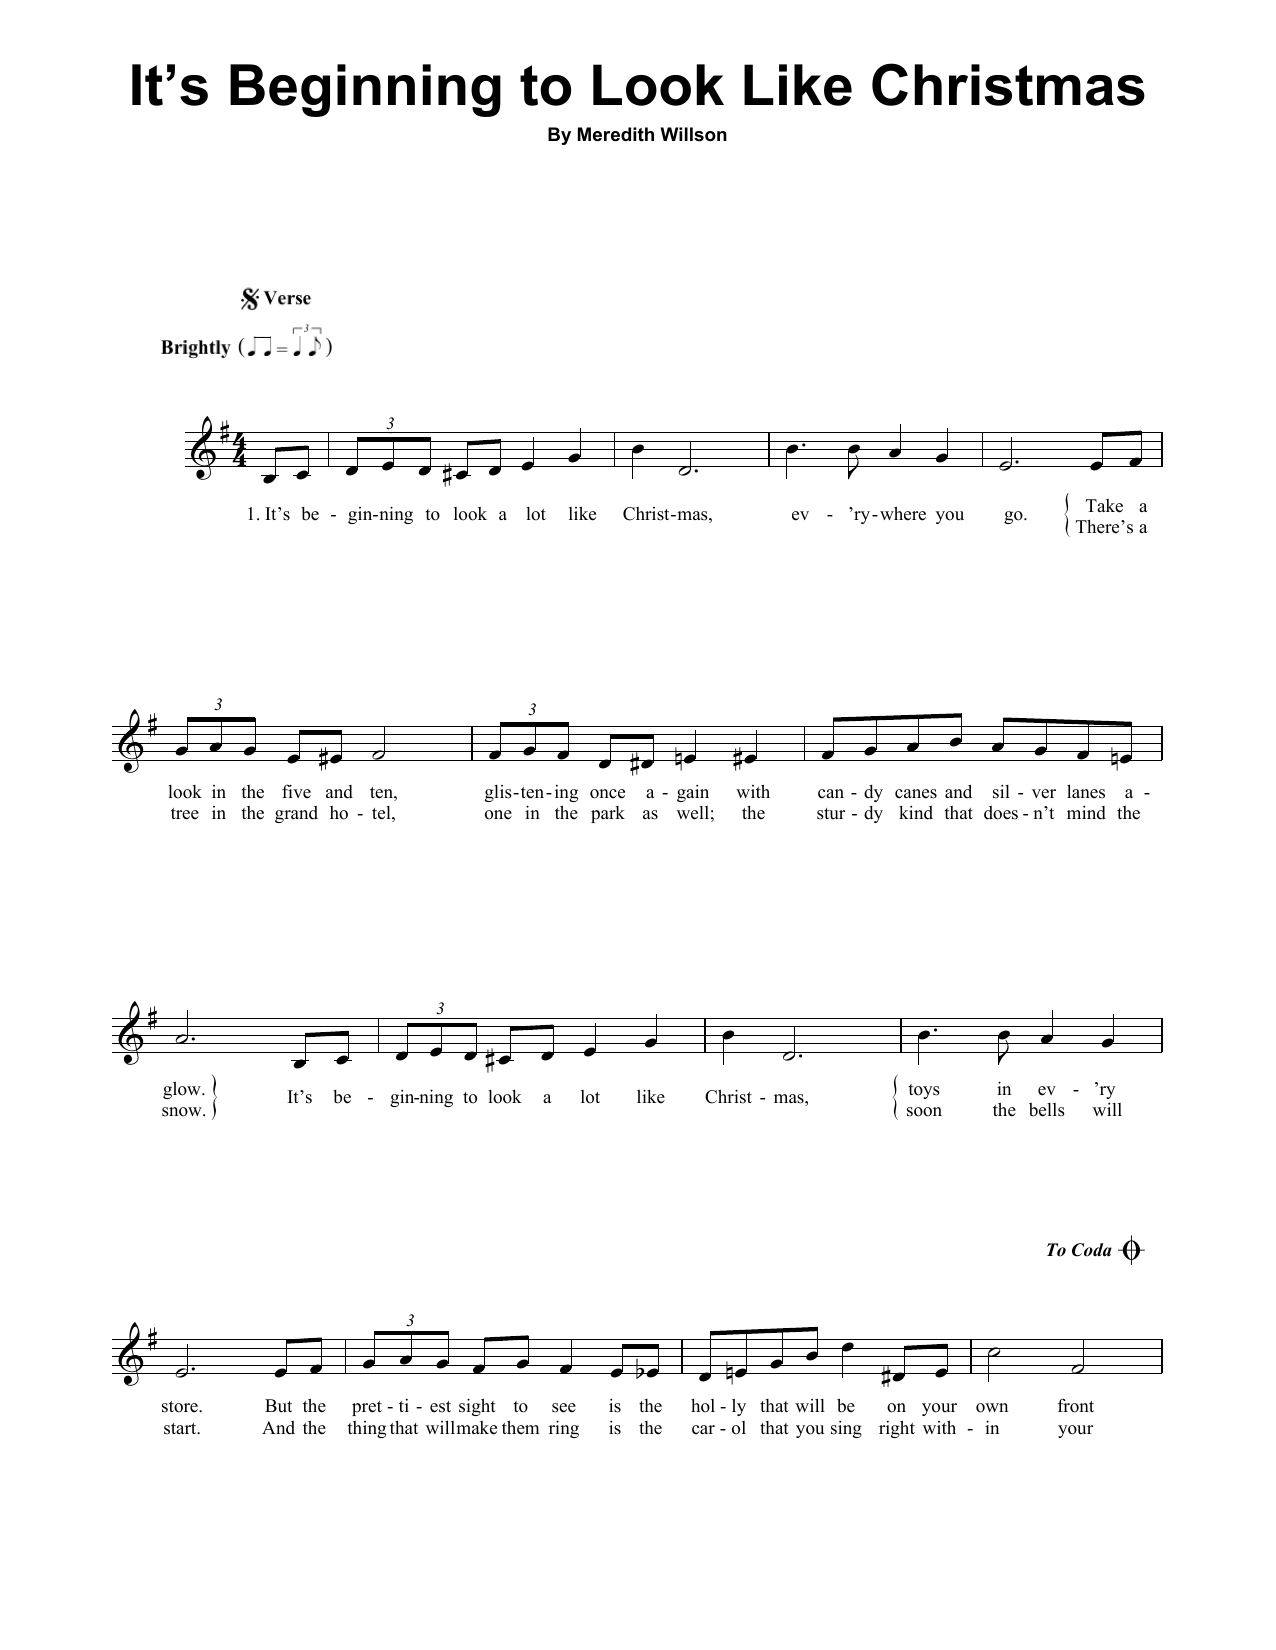 It’s Beginning to Look Like Christmas
By Meredith Willson
Verse
Brightly ( = 3 )
3
1. It’s be - gin-ning to look a lot like Christ-mas, ev - ’ry-where you go. Take a
There’s a
3 3
look in the five and ten, glis-ten-ing once a-gain with can-dy canes and sil-ver lanes a-
tree in the grand ho-tel, one in the park as well; the stur-dy kind that does-n’t mind the
3
glow. It’s be - gin-ning to look a lot like Christ - mas, toys in ev - ’ry
snow. soon the bells will
To Coda
3
store. But the pret-ti-est sight to see is the hol-ly that will be on your own front
start. And the thing that will make them ring is the car-ol that you sing right with-in your